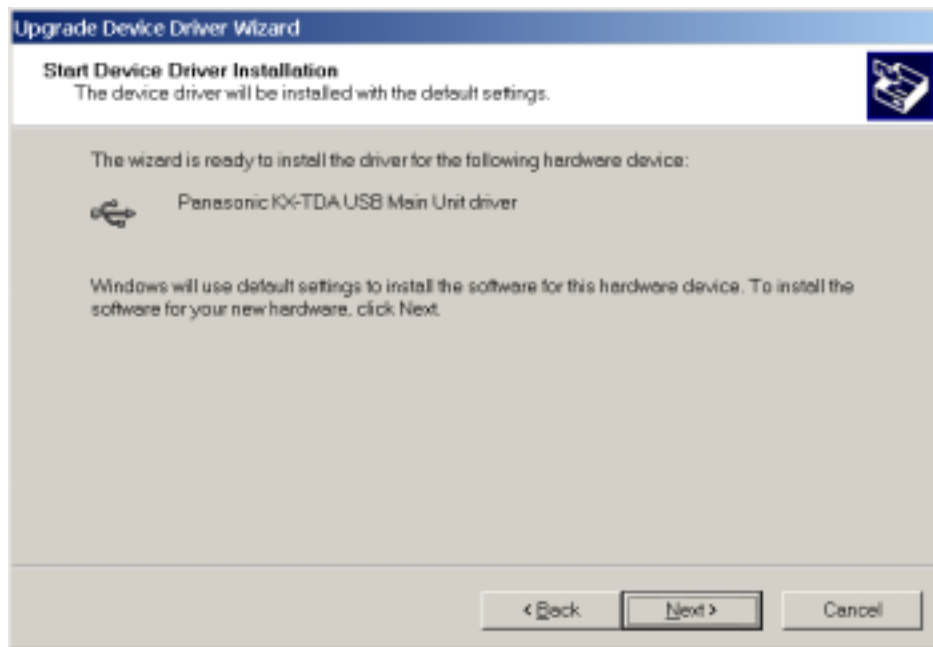 Upgrade Device Driver Wizard
Start Device Driver Installation
The device driver will be installed with the default settings.
The wizard is ready to install the driver for the following hardware device:
Panasonic KX-TDA USB Main Unit driver
Windows will use default settings to install the software for this hardware device. To install the
software for your new hardware, click Next.
< Back
Next >
Cancel